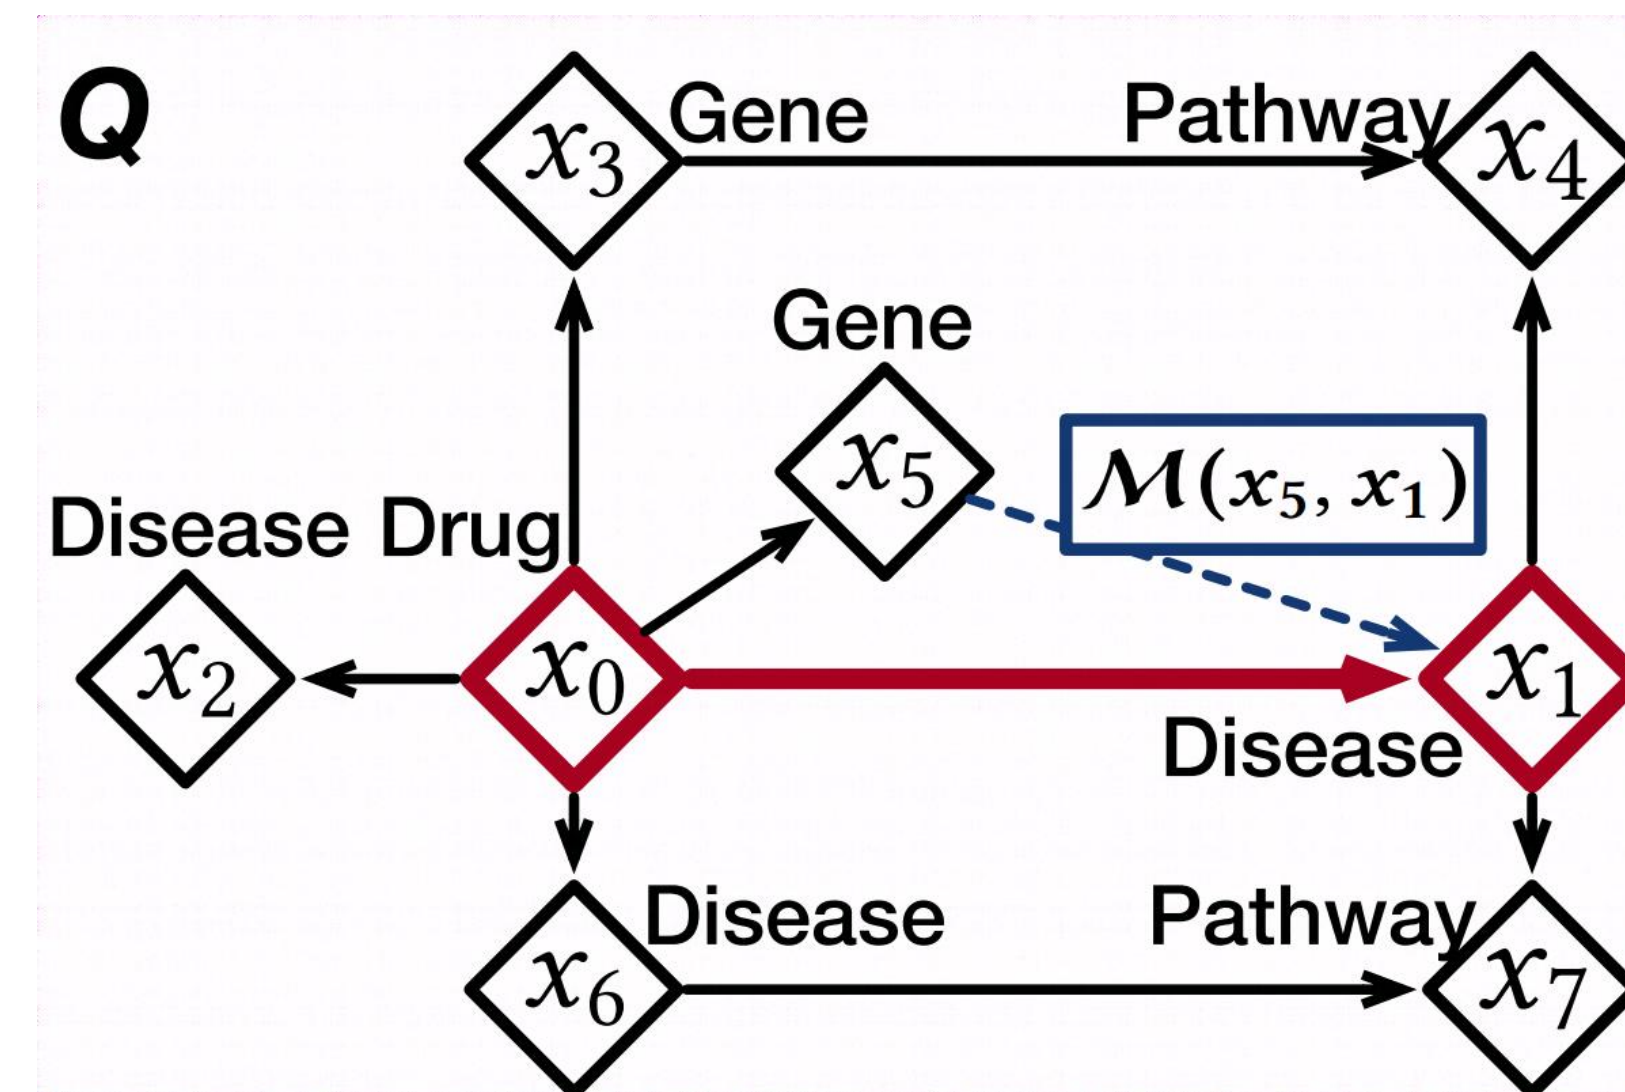 Q
x3 Gene Pathway x4
Gene
x5 M(x5, x1)
Disease Drug
x2 x0 x1
Disease
Disease Pathway
x6 x7